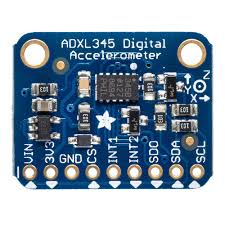 ADXL345 Digital
Accelerometer
Z
Y
X
VIN
3V3
GND
CS
INT1
INT2
SDO
SDA
SCL